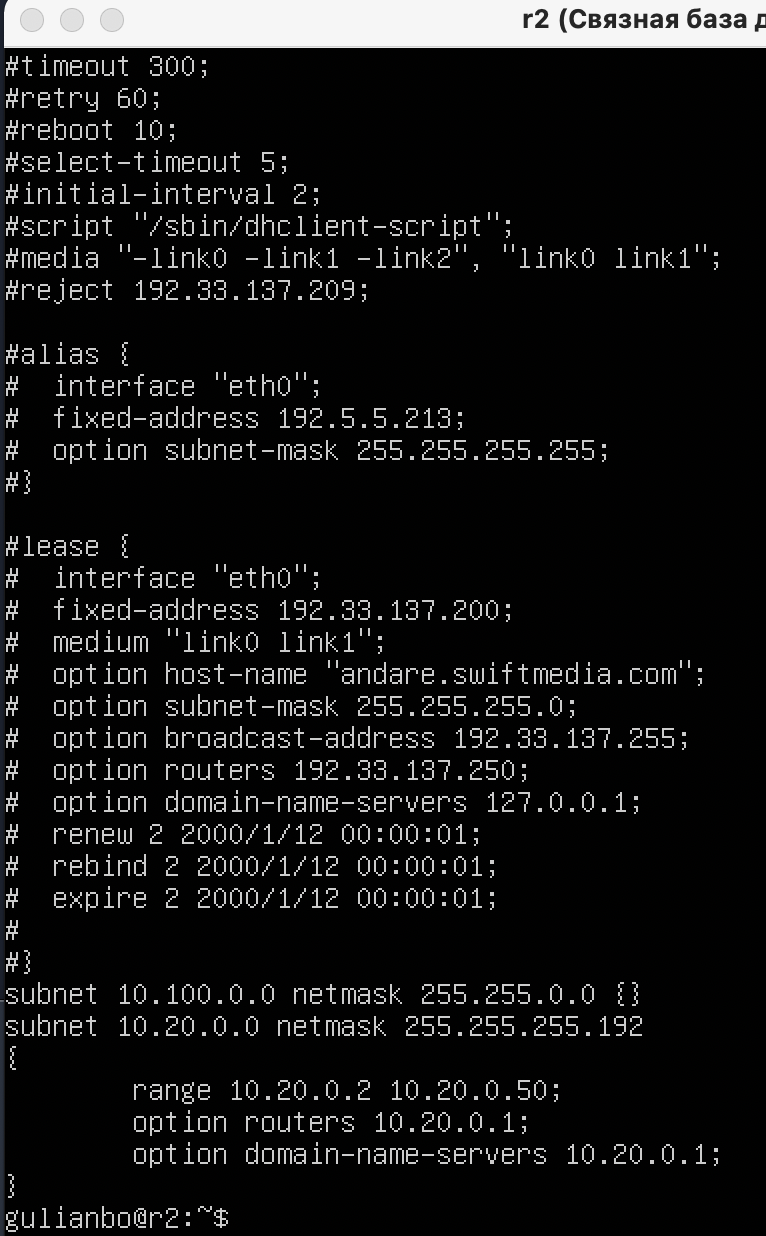 r2 (Связная база д
#timeout 300;
#retry 60;
#reboot 10;
#select-timeout 5;
#initial-interval 2;
#script "/sbin/dhclient-script";
#media "-link0 -link1 -link2", "link0 link1";
#reject 192.33.137.209;

#alias {
#  interface "eth0";
#  fixed-address 192.5.5.213;
#  option subnet-mask 255.255.255.255;
#}

#lease {
#  interface "eth0";
#  fixed-address 192.33.137.200;
#  medium "link0 link1";
#  option host-name "andare.swiftmedia.com";
#  option subnet-mask 255.255.255.0;
#  option broadcast-address 192.33.137.255;
#  option routers 192.33.137.250;
#  option domain-name-servers 127.0.0.1;
#  renew 2 2000/1/12 00:00:01;
#  rebind 2 2000/1/12 00:00:01;
#  expire 2 2000/1/12 00:00:01;
#
#}
subnet 10.100.0.0 netmask 255.255.0.0 {}
subnet 10.20.0.0 netmask 255.255.255.192
{
        range 10.20.0.2 10.20.0.50;
        option routers 10.20.0.1;
        option domain-name-servers 10.20.0.1;
}
gulianbo@r2:~$